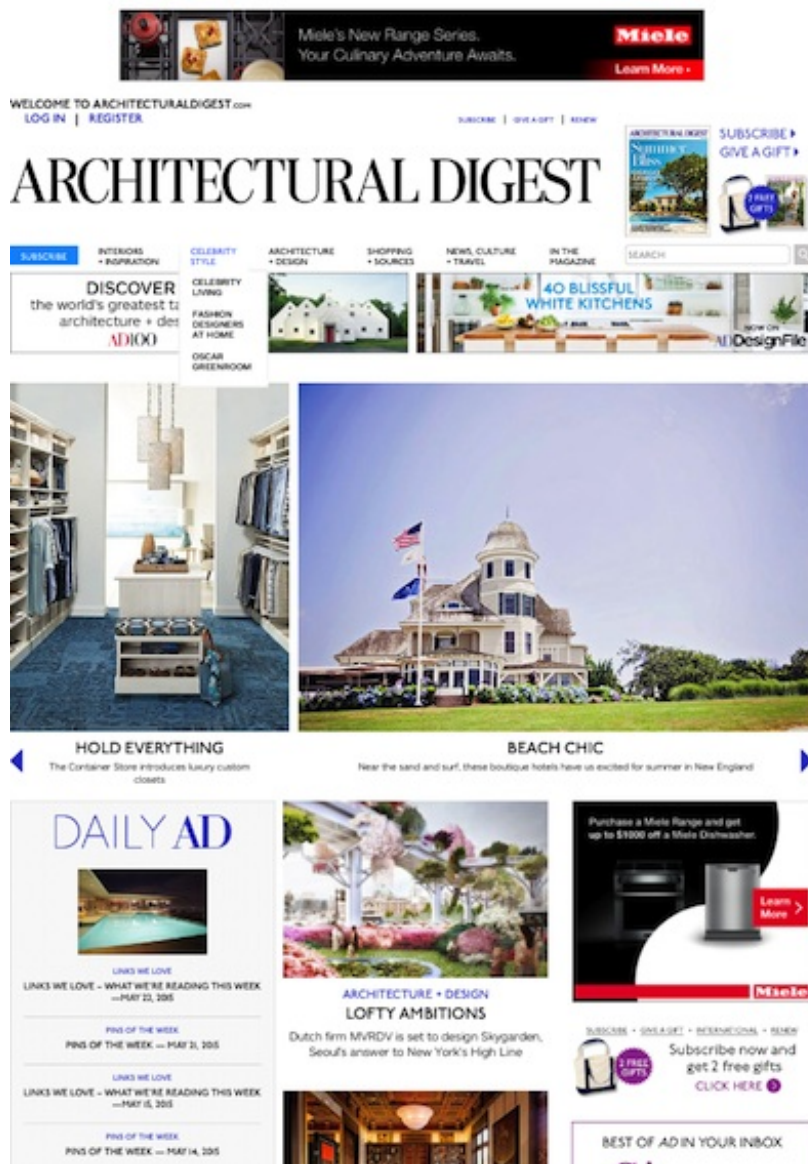 Miele's New Range Series.
Your Culinary Adventure Awaits.
Miele
Learn More
WELCOME TO ARCHITECTURALDIGEST.COM
LOG IN | REGISTER
SUBSCRIBE | GIVE A GIFT | RENEW
ARCHITECTURAL DIGEST
ARCHITECTURAL DIGEST
Summer
Bliss
SUBSCRIBE
GIVE A GIFT
2 FREE
GIFTS
SUBSCRIBE
INTERIORS
+ INSPIRATION
CELEBRITY
STYLE
ARCHITECTURE
+ DESIGN
SHOPPING
+ SOURCES
NEWS, CULTURE
+ TRAVEL
IN THE
MAGAZINE
SEARCH
CELEBRITY
LIVING
FASHION
DESIGNERS
AT HOME
OSCAR
GREENROOM
DISCOVER
the world's greatest ta
architecture + des
AD100
40 BLISSFUL
WHITE KITCHENS
NOW ON
ADDesignFile
HOLD EVERYTHING
The Container Store introduces luxury custom
closets
BEACH CHIC
Near the sand and surf, these boutique hotels have us excited for summer in New England
DAILY AD
LINKS WE LOVE
LINKS WE LOVE – WHAT WE'RE READING THIS WEEK
—MAY 22, 2015
PINS OF THE WEEK
PINS OF THE WEEK — MAY 21, 2015
LINKS WE LOVE
LINKS WE LOVE – WHAT WE'RE READING THIS WEEK
—MAY 15, 2015
PINS OF THE WEEK
PINS OF THE WEEK — MAY 14, 2015
ARCHITECTURE + DESIGN
LOFTY AMBITIONS
Dutch firm MVRDV is set to design Skygarden,
Seoul's answer to New York's High Line
Purchase a Miele Range and get
up to $1000 off a Miele Dishwasher.
Learn
More
Miele
SUBSCRIBE • GIVE A GIFT • INTERNATIONAL • RENEW
2 FREE
GIFTS
Subscribe now and
get 2 free gifts
CLICK HERE
BEST OF AD IN YOUR INBOX